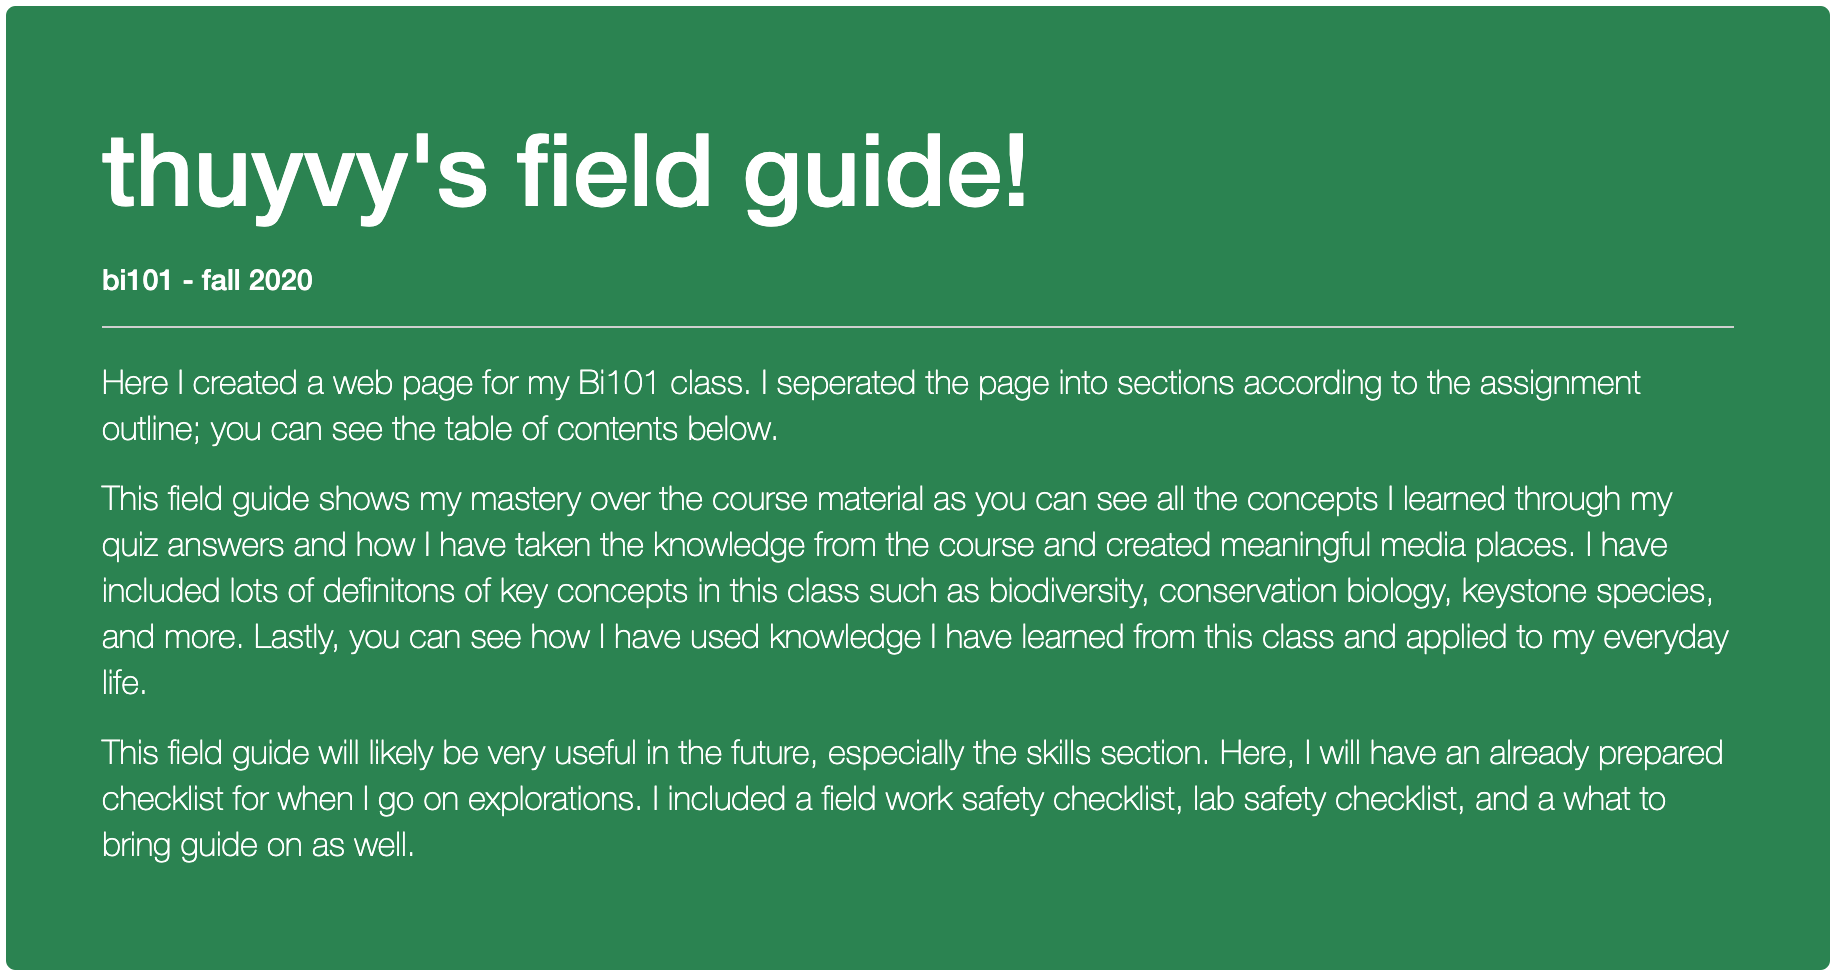 thuyvy's field guide!
bi101 - fall 2020
Here I created a web page for my Bi101 class. I seperated the page into sections according to the assignment
outline; you can see the table of contents below.
This field guide shows my mastery over the course material as you can see all the concepts I learned through my
quiz answers and how I have taken the knowledge from the course and created meaningful media places. I have
included lots of definitons of key concepts in this class such as biodiversity, conservation biology, keystone species,
and more. Lastly, you can see how I have used knowledge I have learned from this class and applied to my everyday
life.
This field guide will likely be very useful in the future, especially the skills section. Here, I will have an already prepared
checklist for when I go on explorations. I included a field work safety checklist, lab safety checklist, and a what to
bring guide on as well.